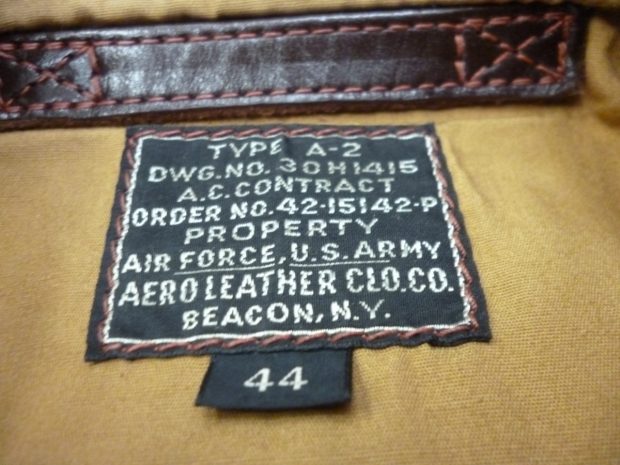 TYPE A-2
DWG. NO. 30H1415
A.C. CONTRACT
ORDER NO. 42-15142-P
PROPERTY
AIR FORCE, U.S. ARMY
AERO LEATHER CLO. CO.
BEACON, N.Y.
44